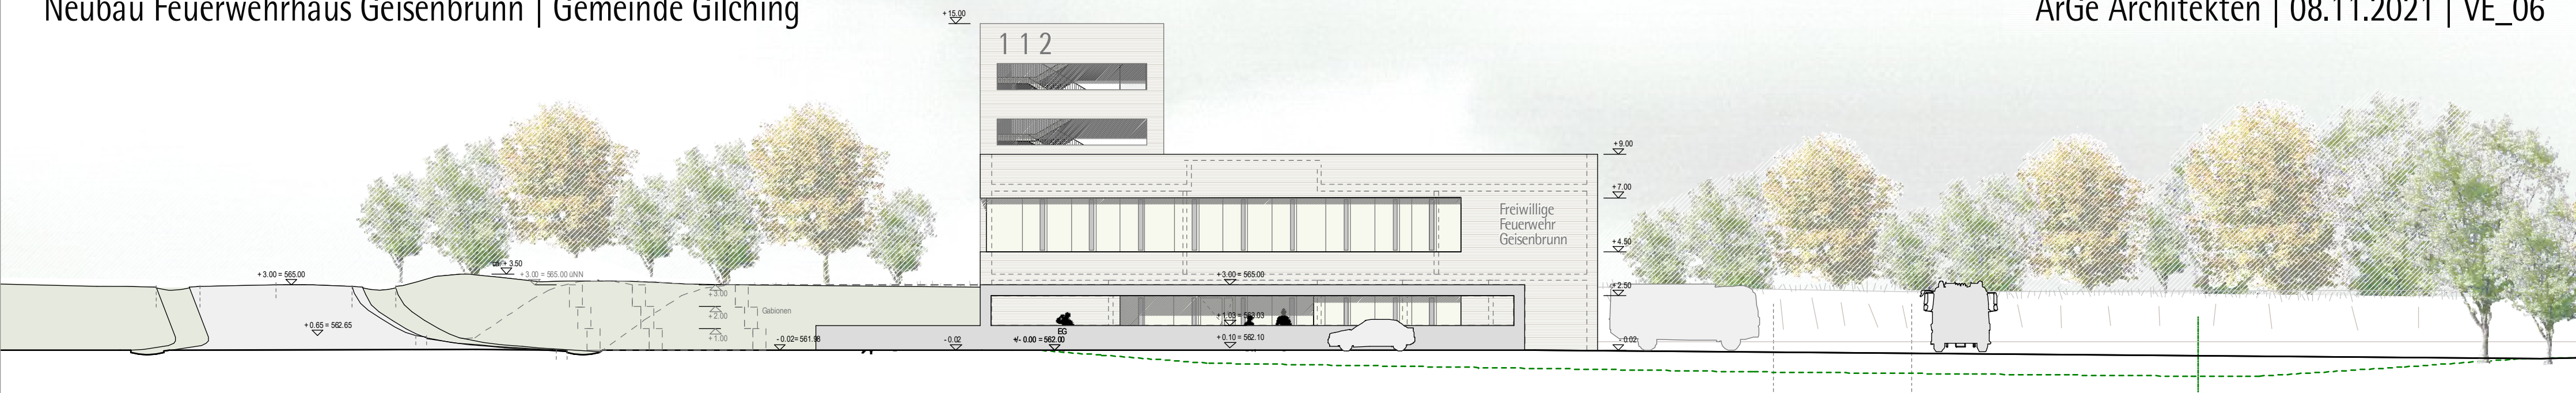 Neubau Feuerwehrhaus Geisenbrunn | Gemeinde Gilching
ArGe Architekten | 08.11.2021 | VE_06
+ 15.00
1 1 2
+ 9.00
+ 7.00
Freiwillige
Feuerwehr
Geisenbrunn
+ 4.50
+ 3.50
+ 3.00 = 565.00
+ 3.00 = 565.00 üNN
+ 3.00 = 565.00
+ 2.50
+3.00
Gabionen
+2.00
+ 1.03 = 563.03
+ 0.65 = 562.65
EG
+1.00
- 0.02= 561.98
- 0.02
+/- 0.00 = 562.00
+ 0.10 = 562.10
- 0.02